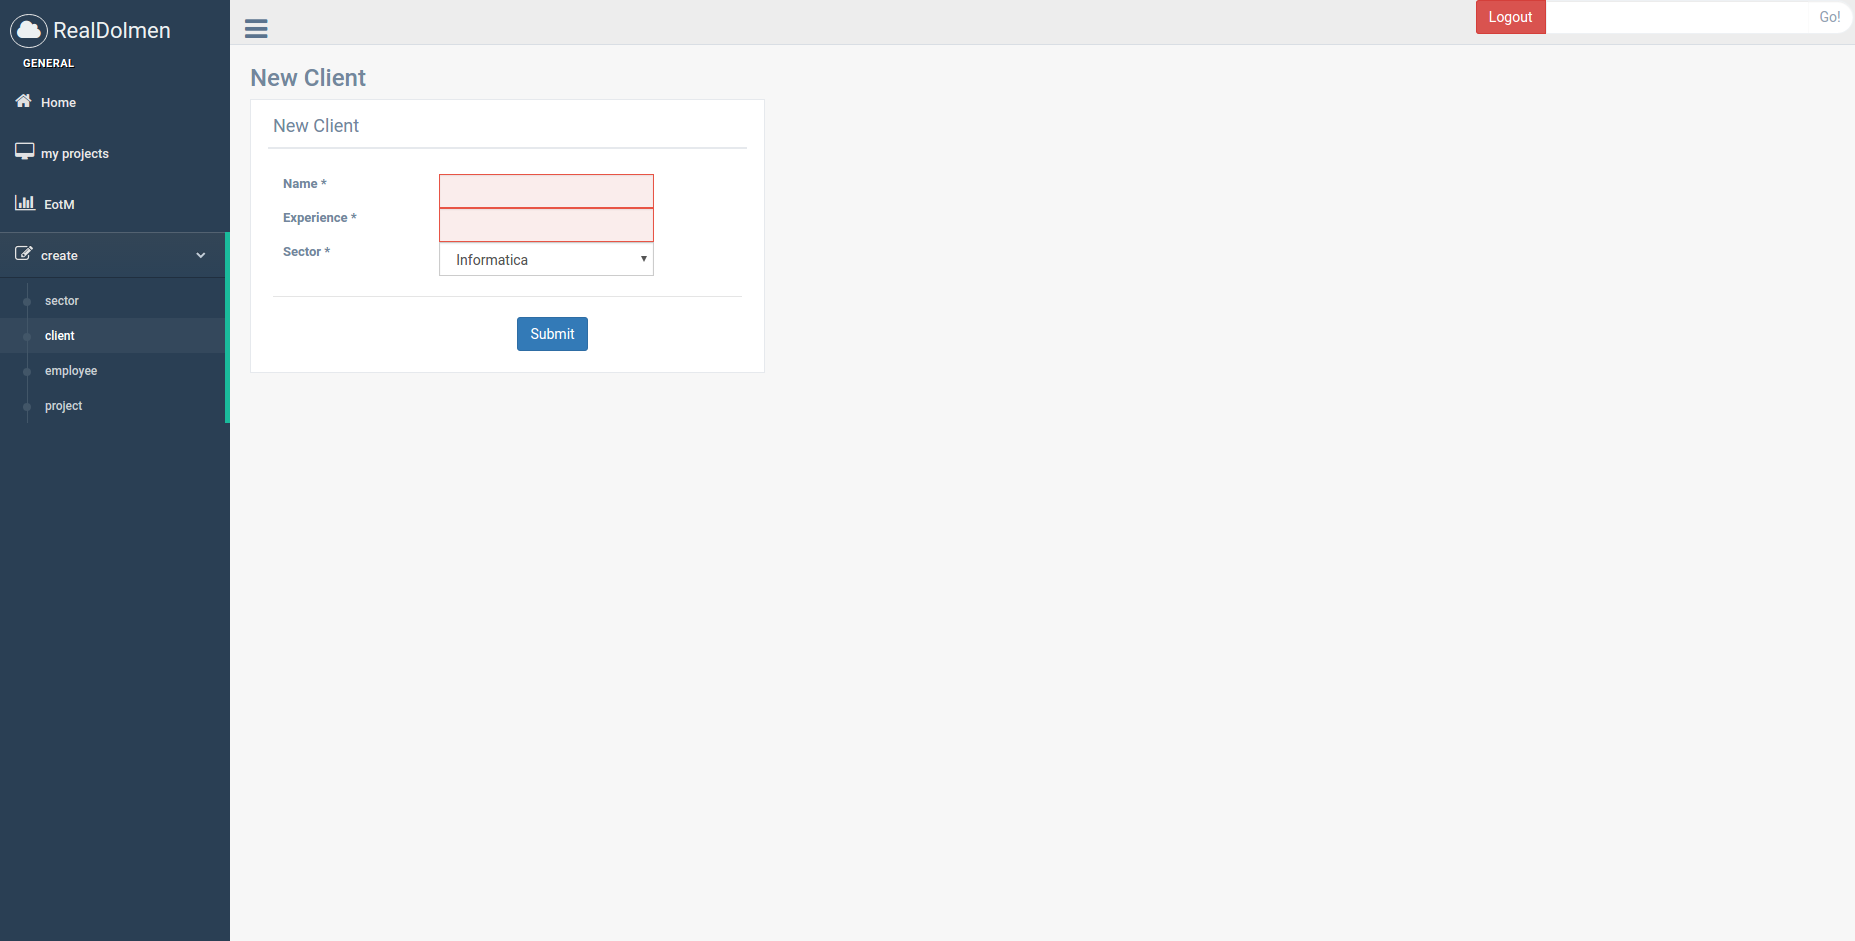 RealDolmen
GENERAL
Home
my projects
EotM
create
sector
client
employee
project
Logout
Go!
New Client
New Client
Name *
Experience *
Sector *
Informatica
Submit